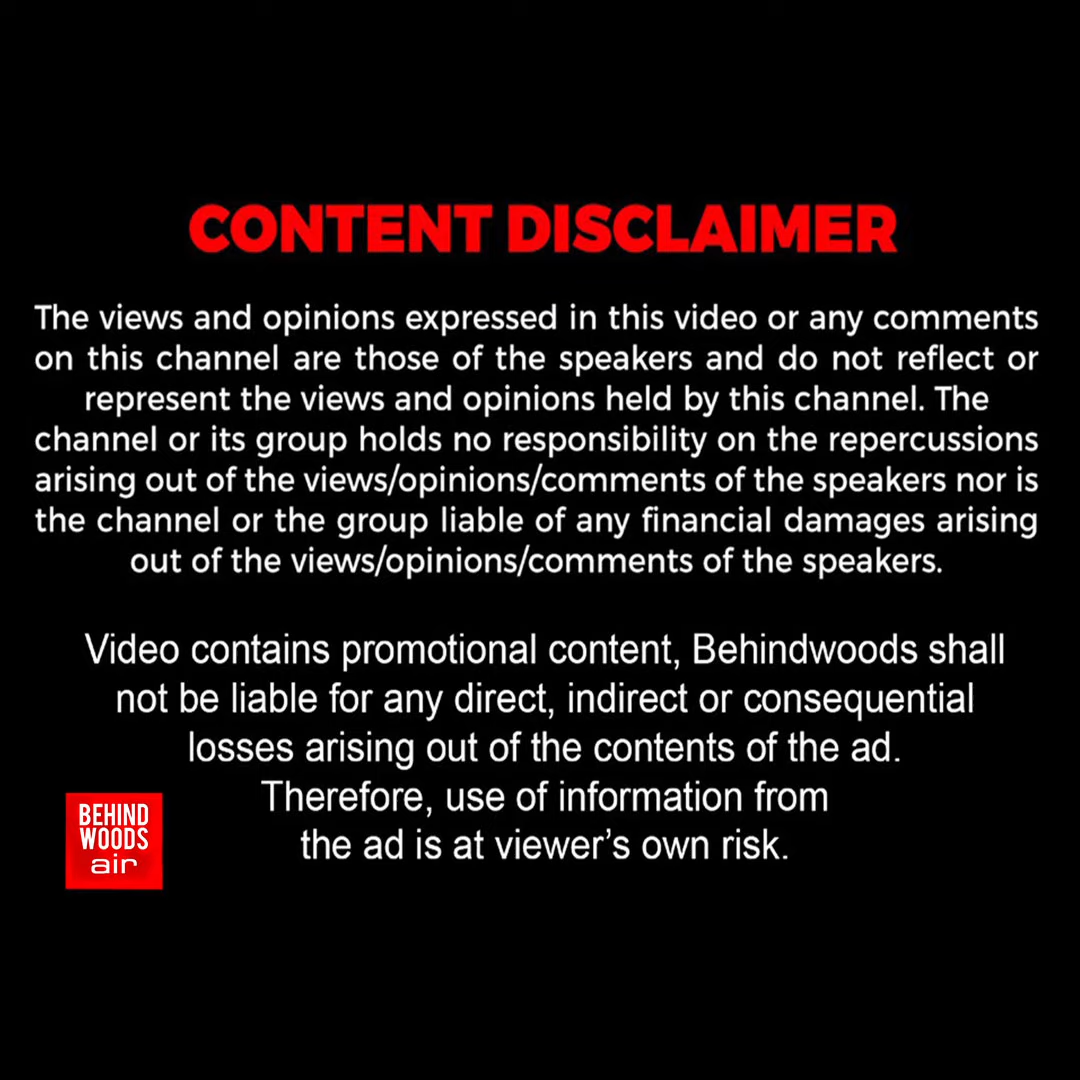 CONTENT DISCLAIMER
The views and opinions expressed in this video or any comments
on this channel are those of the speakers and do not reflect or
represent the views and opinions held by this channel. The
channel or its group holds no responsibility on the repercussions
arising out of the views/opinions/comments of the speakers nor is
the channel or the group liable of any financial damages arising
out of the views/opinions/comments of the speakers.
Video contains promotional content, Behindwoods shall
not be liable for any direct, indirect or consequential
losses arising out of the contents of the ad.
Therefore, use of information from
the ad is at viewer’s own risk.
BEHIND
WOODS
air